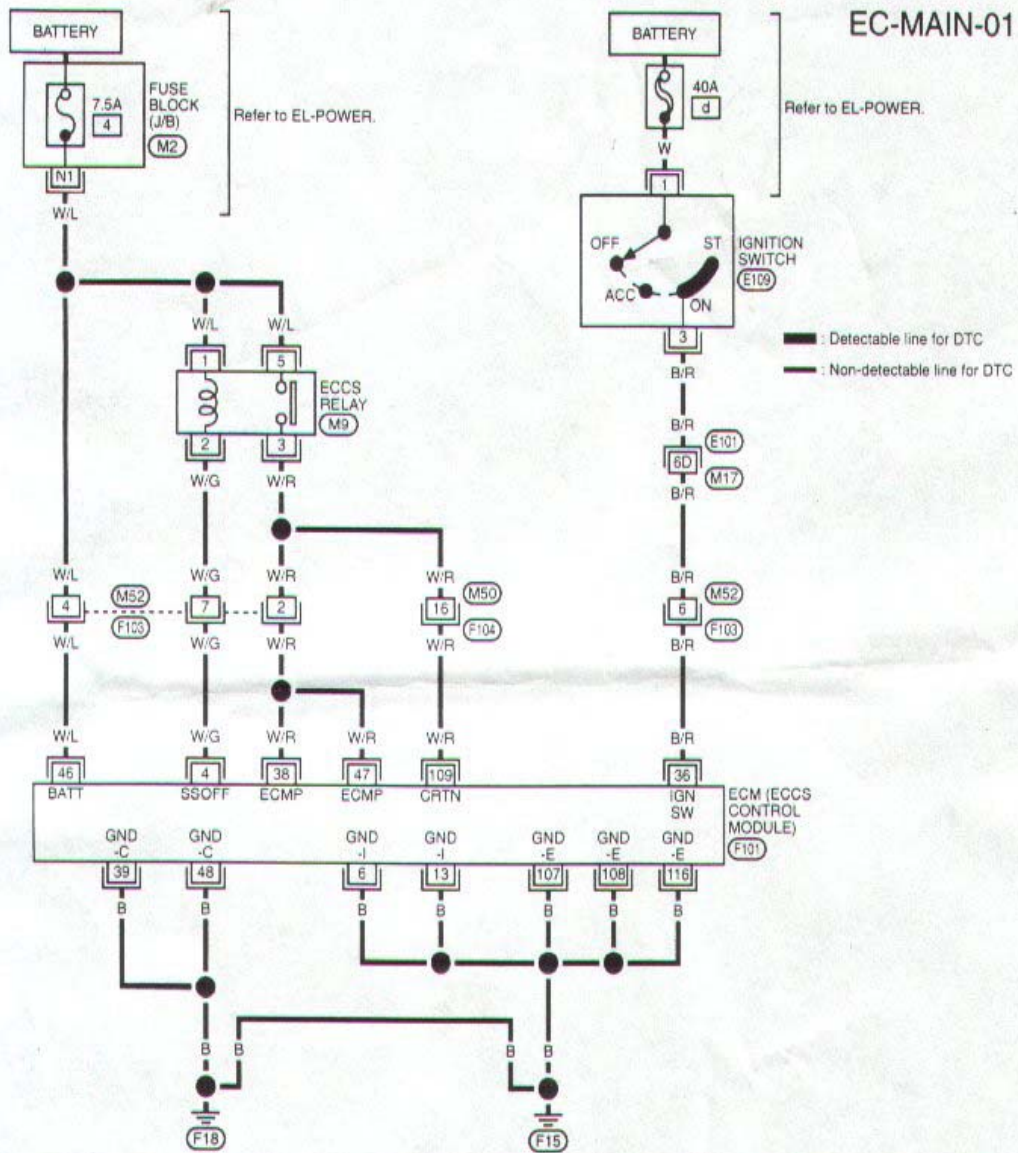 EC-MAIN-01
BATTERY
FUSE
BLOCK
(J/B)
M2
7.5A
4
N1
Refer to EL-POWER.
BATTERY
40A
d
W
1
Refer to EL-POWER.
W/L
OFF
ST
ACC
ON
IGNITION
SWITCH
E109
3
: Detectable line for DTC
: Non-detectable line for DTC
W/L W/L
1 5
ECCS
RELAY
M9
2 3
W/G W/R
B/R
B/R E101
6D
B/R M17
W/L W/G W/R W/R B/R
4 M52 7 2 16 M50 6 M52
F103 F104 F103
W/L W/G W/R W/R B/R
W/L W/G W/R W/R W/R B/R
46 4 38 47 109 36
BATT SSOFF ECMP ECMP CRTN IGN
SW
ECM (ECCS
CONTROL
MODULE)
F101
GND GND GND GND GND GND GND
-C -C -I -I -E -E -E
39 48 6 13 107 108 116
B B B B B B B
B B B B
F18 F15